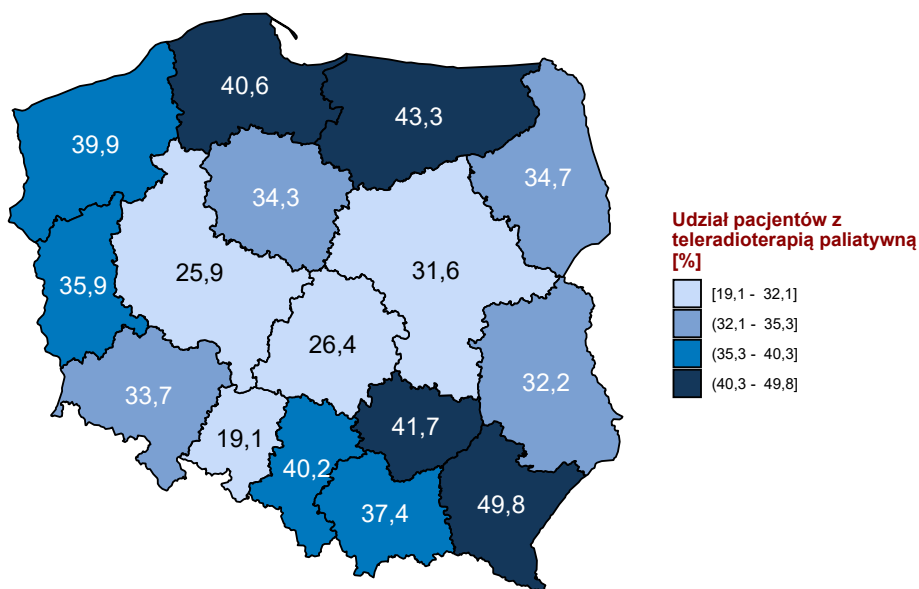 40,6
43,3
39,9
34,7
34,3
31,6
25,9
35,9
26,4
32,2
33,7
41,7
19,1
40,2
49,8
37,4
Udział pacjentów z
teleradioterapią paliatywną
[%]
[19,1 - 32,1]
(32,1 - 35,3]
(35,3 - 40,3]
(40,3 - 49,8]